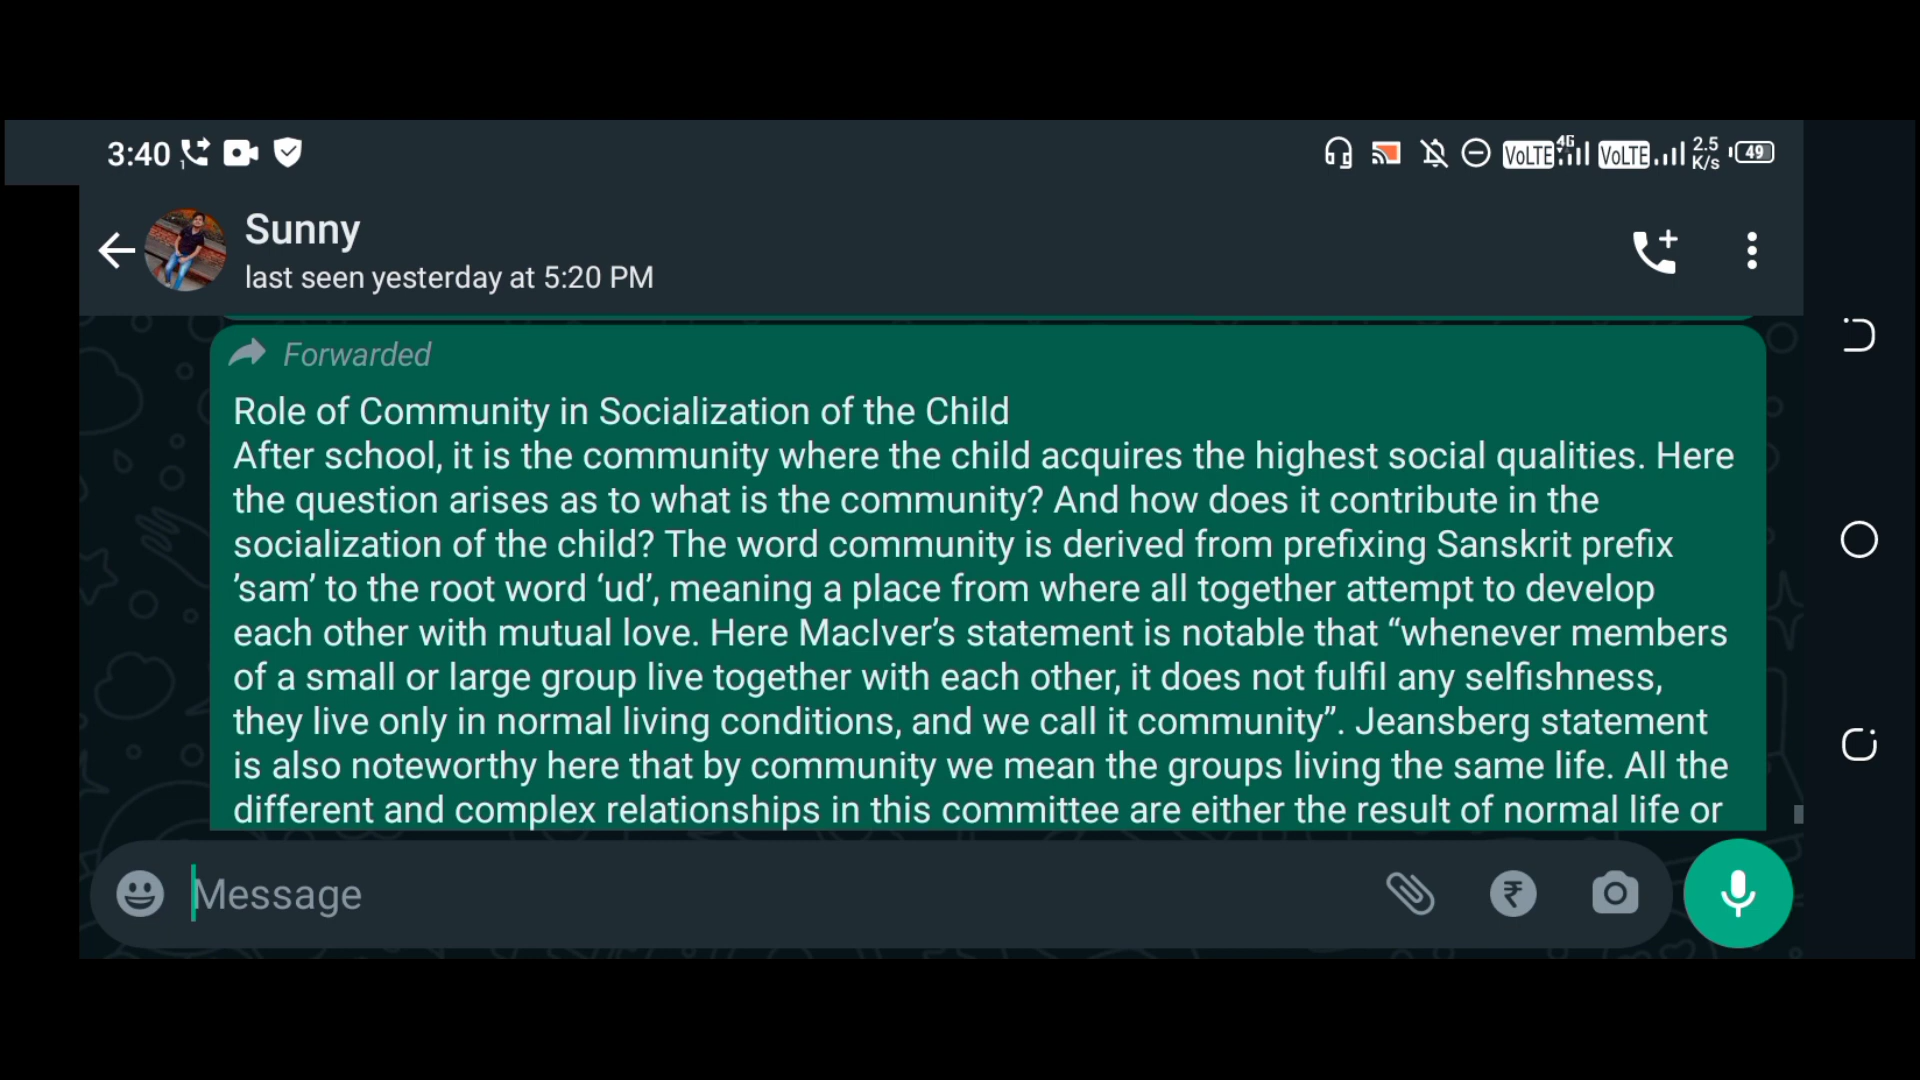 3:40
1
VoLTE 4G VoLTE 2.5 K/s 49
Sunny
last seen yesterday at 5:20 PM
Forwarded
Role of Community in Socialization of the Child
After school, it is the community where the child acquires the highest social qualities. Here
the question arises as to what is the community? And how does it contribute in the
socialization of the child? The word community is derived from prefixing Sanskrit prefix
’sam’ to the root word ‘ud’, meaning a place from where all together attempt to develop
each other with mutual love. Here MacIver’s statement is notable that “whenever members
of a small or large group live together with each other, it does not fulfil any selfishness,
they live only in normal living conditions, and we call it community”. Jeansberg statement
is also noteworthy here that by community we mean the groups living the same life. All the
different and complex relationships in this committee are either the result of normal life or
Message